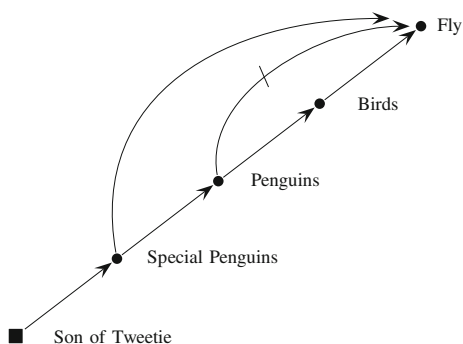 Fly
Birds
Penguins
Special Penguins
Son of Tweetie